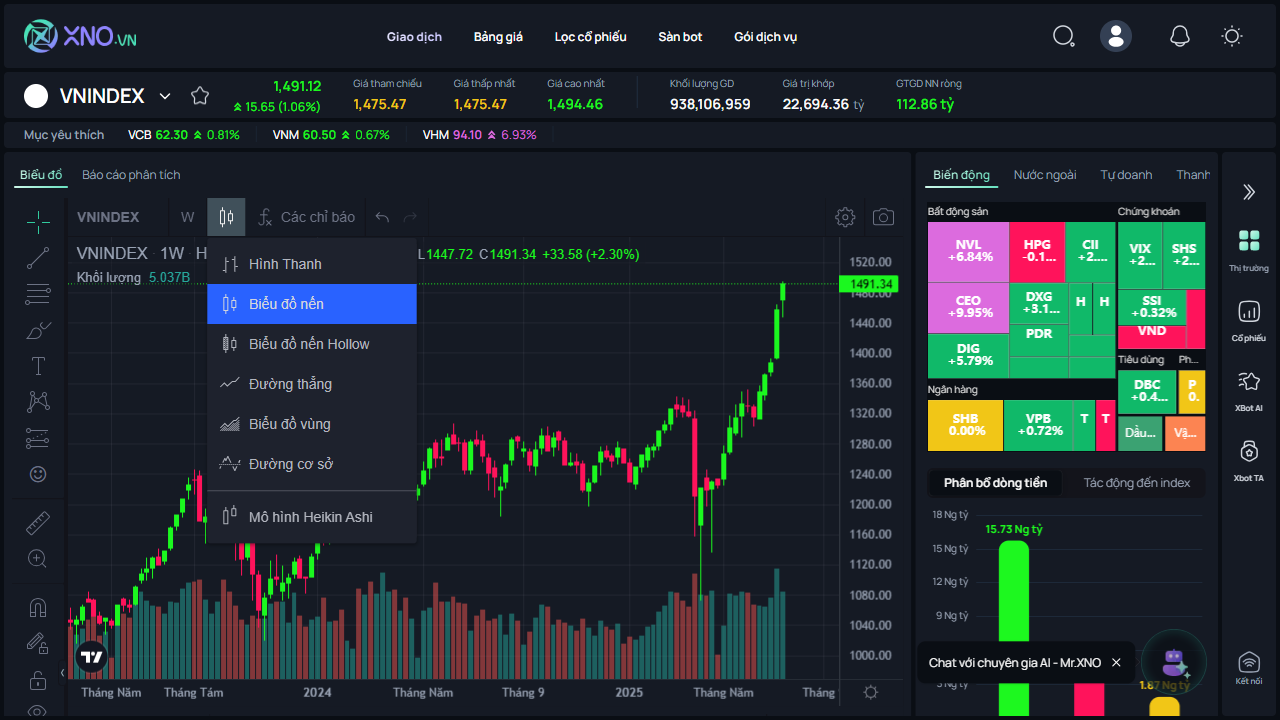 XNO.VN
Giao dịch
Bảng giá
Lọc cổ phiếu
Sàn bot
Gói dịch vụ
VNINDEX
1,491.12
15.65 (1.06%)
Giá tham chiếu
1,475.47
Giá thấp nhất
1,475.47
Giá cao nhất
1,494.46
Khối lượng GD
938,106,959
Giá trị khớp
22,694.36 tỷ
GTGD NN ròng
112.86 tỷ
Mục yêu thích
VCB 62.30 0.81%
VNM 60.50 0.67%
VHM 94.10 6.93%
Biểu đồ
Báo cáo phân tích
VNINDEX
W
Các chỉ báo
VNINDEX · 1W · H
L1447.72 C1491.34 +33.58 (+2.30%)
Khối lượng 5.037B
Hình Thanh
Biểu đồ nến
Biểu đồ nến Hollow
Đường thẳng
Biểu đồ vùng
Đường cơ sở
Mô hình Heikin Ashi
1520.00
1491.34
1480.00
1440.00
1400.00
1360.00
1320.00
1280.00
1240.00
1200.00
1160.00
1120.00
1080.00
1040.00
1000.00
Tháng Năm
Tháng Tám
2024
Tháng Năm
Tháng 9
2025
Tháng Năm
Tháng
Biến động
Nước ngoài
Tự doanh
Thanh
Bất động sản
NVL
+6.84%
HPG
-0.1...
CII
+2....
CEO
+9.95%
DXG
+3.1...
H
H
PDR
DIG
+5.79%
Chứng khoán
VIX
+2...
SHS
+2...
SSI
+0.32%
VND
Tiêu dùng
Ph...
DBC
+0.4...
P
0.
Ngân hàng
SHB
0.00%
VPB
+0.72%
T
T
Dầu...
Vậ...
Phân bổ dòng tiền
Tác động đến index
18 Ng tỷ
15 Ng tỷ
12 Ng tỷ
9 Ng tỷ
15.73 Ng tỷ
Chat với chuyên gia AI - Mr.XNO
1.87 Ng tỷ
Thị trường
Cổ phiếu
XBot AI
Xbot TA
Kết nối